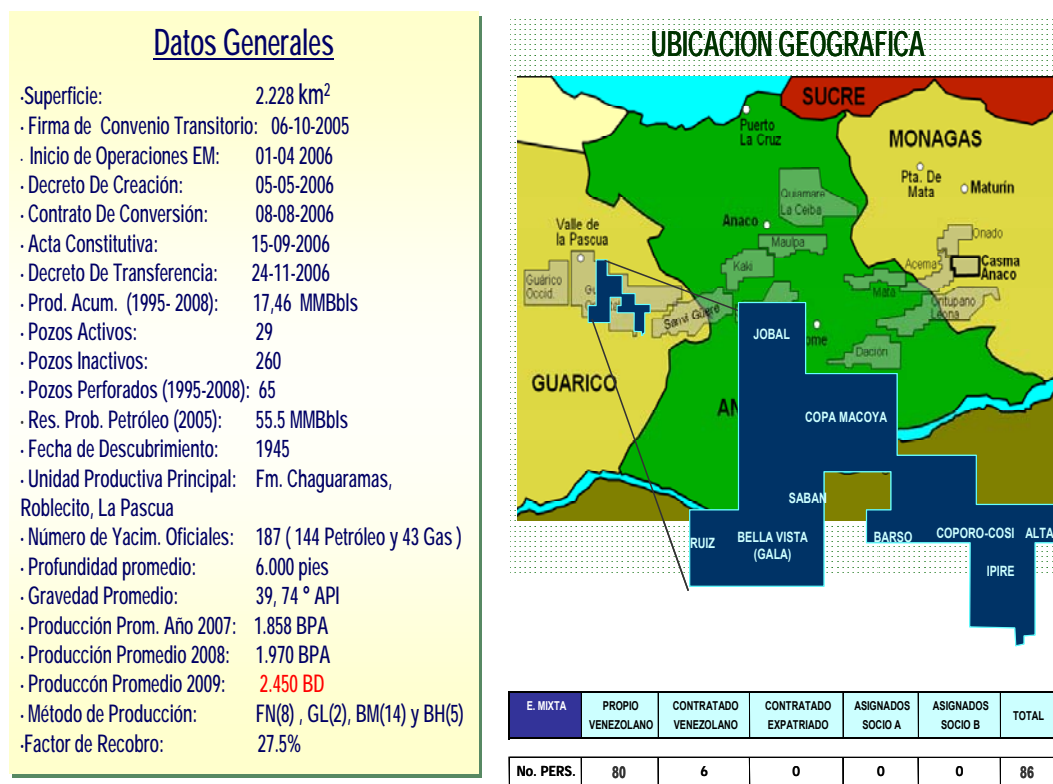 Datos Generales
·Superficie: 2.228 km²
· Firma de Convenio Transitorio: 06-10-2005
· Inicio de Operaciones EM: 01-04 2006
· Decreto De Creación: 05-05-2006
· Contrato De Conversión: 08-08-2006
· Acta Constitutiva: 15-09-2006
· Decreto De Transferencia: 24-11-2006
· Prod. Acum. (1995- 2008): 17,46 MMBbls
· Pozos Activos: 29
· Pozos Inactivos: 260
· Pozos Perforados (1995-2008): 65
· Res. Prob. Petróleo (2005): 55.5 MMBbls
· Fecha de Descubrimiento: 1945
· Unidad Productiva Principal: Fm. Chaguaramas,
Roblecito, La Pascua
· Número de Yacim. Oficiales: 187 ( 144 Petróleo y 43 Gas )
· Profundidad promedio: 6.000 pies
· Gravedad Promedio: 39, 74 º API
· Producción Prom. Año 2007: 1.858 BPA
· Producción Promedio 2008: 1.970 BPA
· Produccón Promedio 2009: 2.450 BD
· Método de Producción: FN(8) , GL(2), BM(14) y BH(5)
·Factor de Recobro: 27.5%
UBICACION GEOGRAFICA
SUCRE
Puerto
La Cruz
MONAGAS
Pta. De
Mata
Maturín
Quiamare
La Ceiba
Valle de
la Pascua
Anaco
Maulpa
Onado
Kaki
Acema
Casma
Anaco
Guárico
Occid.
Gu
Mata
Ontupano
Leona
Sanvi Güere
JOBAL
ome
Dación
GUARICO
AN
COPA MACOYA
SABAN
RUIZ
BELLA VISTA
(GALA)
BARSO
COPORO-COSI
ALTA
IPIRE
E. MIXTA PROPIO VENEZOLANO CONTRATADO VENEZOLANO CONTRATADO EXPATRIADO ASIGNADOS SOCIO A ASIGNADOS SOCIO B TOTAL
No. PERS. 80 6 0 0 0 86